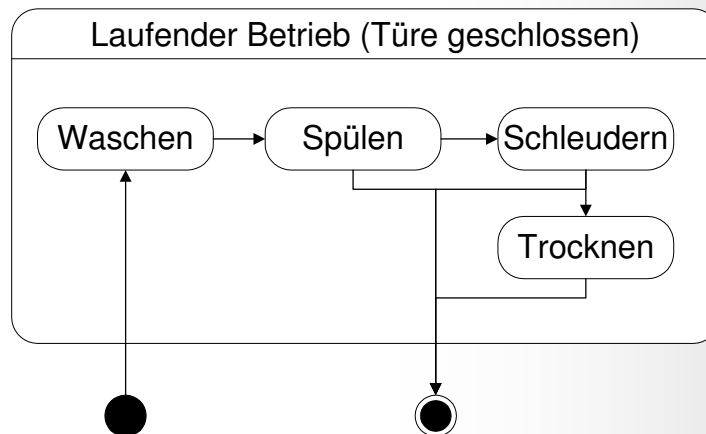 Laufender Betrieb (Türe geschlossen)
Waschen
Spülen
Schleudern
Trocknen